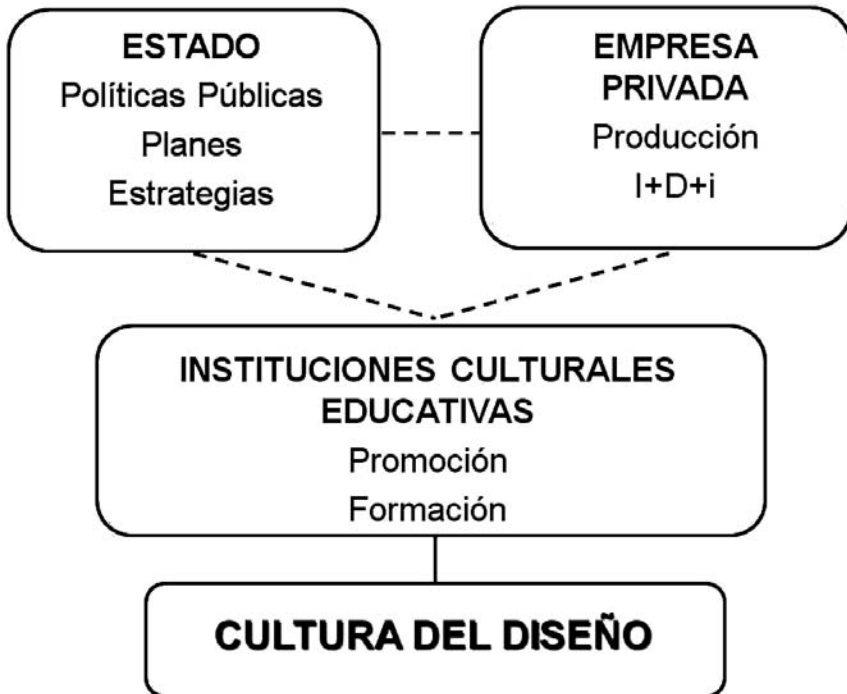 ESTADO
Políticas Públicas
Planes
Estrategias
EMPRESA
PRIVADA
Producción
I+D+i
INSTITUCIONES CULTURALES
EDUCATIVAS
Promoción
Formación
CULTURA DEL DISEÑO